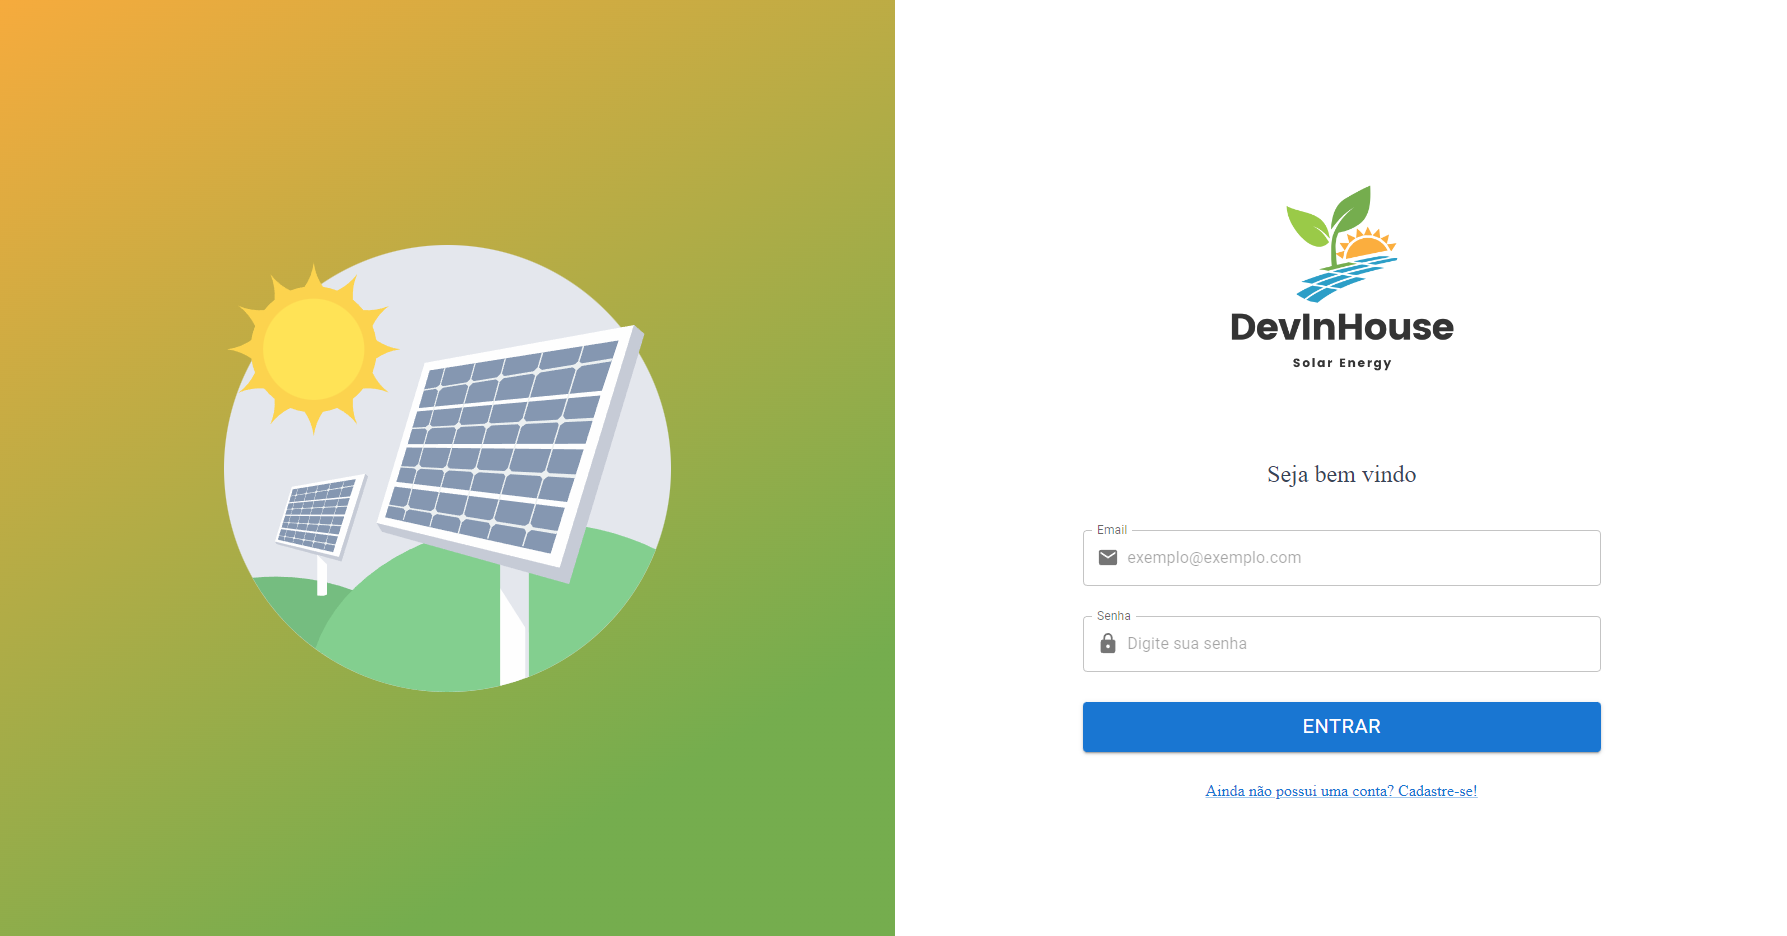 DevInHouse
Solar Energy
Seja bem vindo
Email
exemplo@exemplo.com
Senha
Digite sua senha
ENTRAR
Ainda não possui uma conta? Cadastre-se!